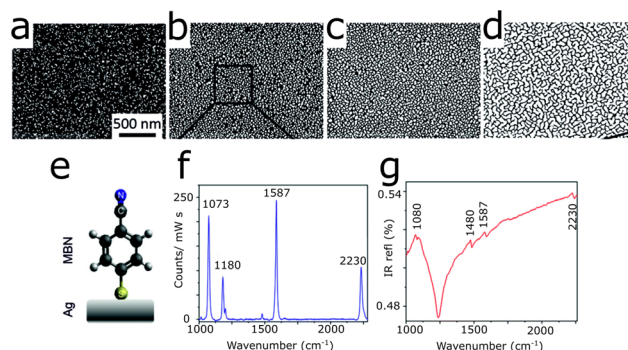 a b c d
500 nm
e f g
N
C
S
MBN
Ag
Counts/ mW s
250
0
1073
1180
1587
2230
1000 1500 2000
Wavenumber (cm⁻¹)
IR refl (%)
0.54
0.48
1080
1480
1587
2230
1000 1500 2000
Wavenumber (cm⁻¹)